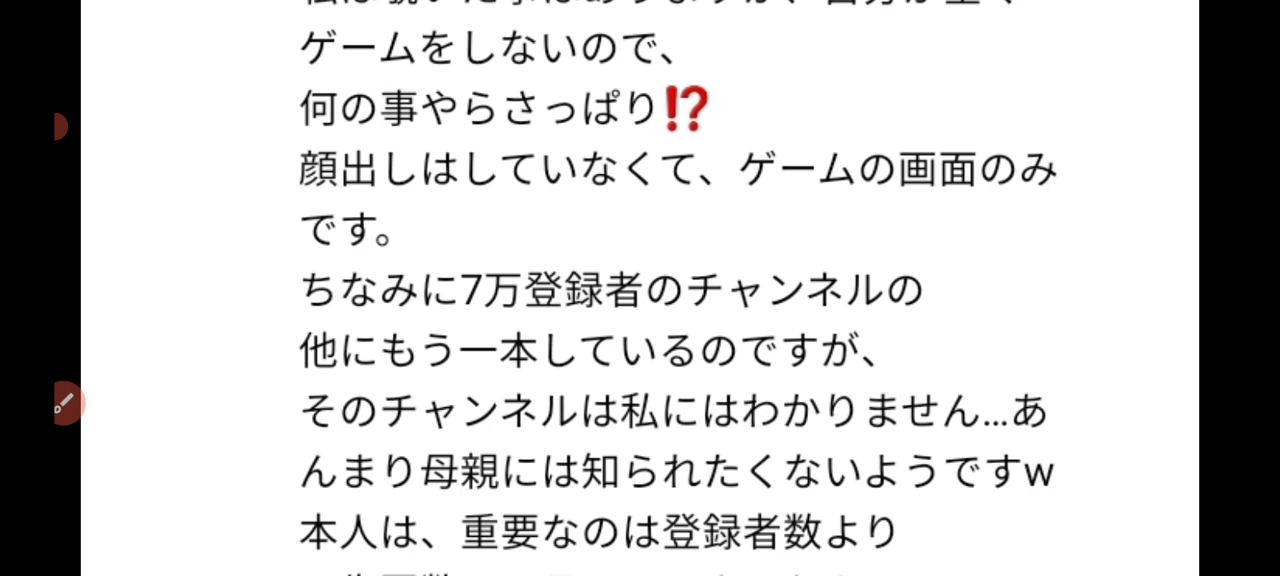 ゲームをしないので、
何の事やらさっぱり⁉️
顔出しはしていなくて、ゲームの画面のみ
です。
ちなみに7万登録者のチャンネルの
他にもう一本しているのですが、
そのチャンネルは私にはわかりません...あ
んまり母親には知られたくないようですw
本人は、重要なのは登録者数より